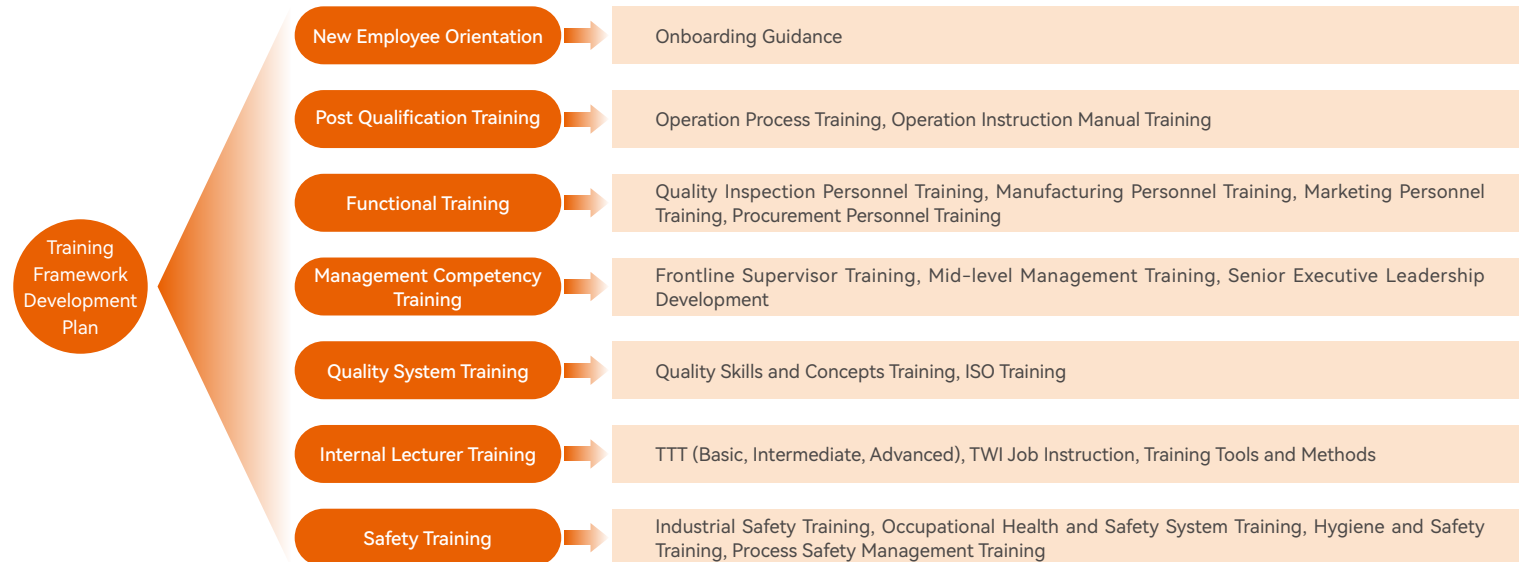 Training
Framework
Development
Plan
New Employee Orientation
Onboarding Guidance
Post Qualification Training
Operation Process Training, Operation Instruction Manual Training
Functional Training
Quality Inspection Personnel Training, Manufacturing Personnel Training, Marketing Personnel
Training, Procurement Personnel Training
Management Competency
Training
Frontline Supervisor Training, Mid-level Management Training, Senior Executive Leadership
Development
Quality System Training
Quality Skills and Concepts Training, ISO Training
Internal Lecturer Training
TTT (Basic, Intermediate, Advanced), TWI Job Instruction, Training Tools and Methods
Safety Training
Industrial Safety Training, Occupational Health and Safety System Training, Hygiene and Safety
Training, Process Safety Management Training